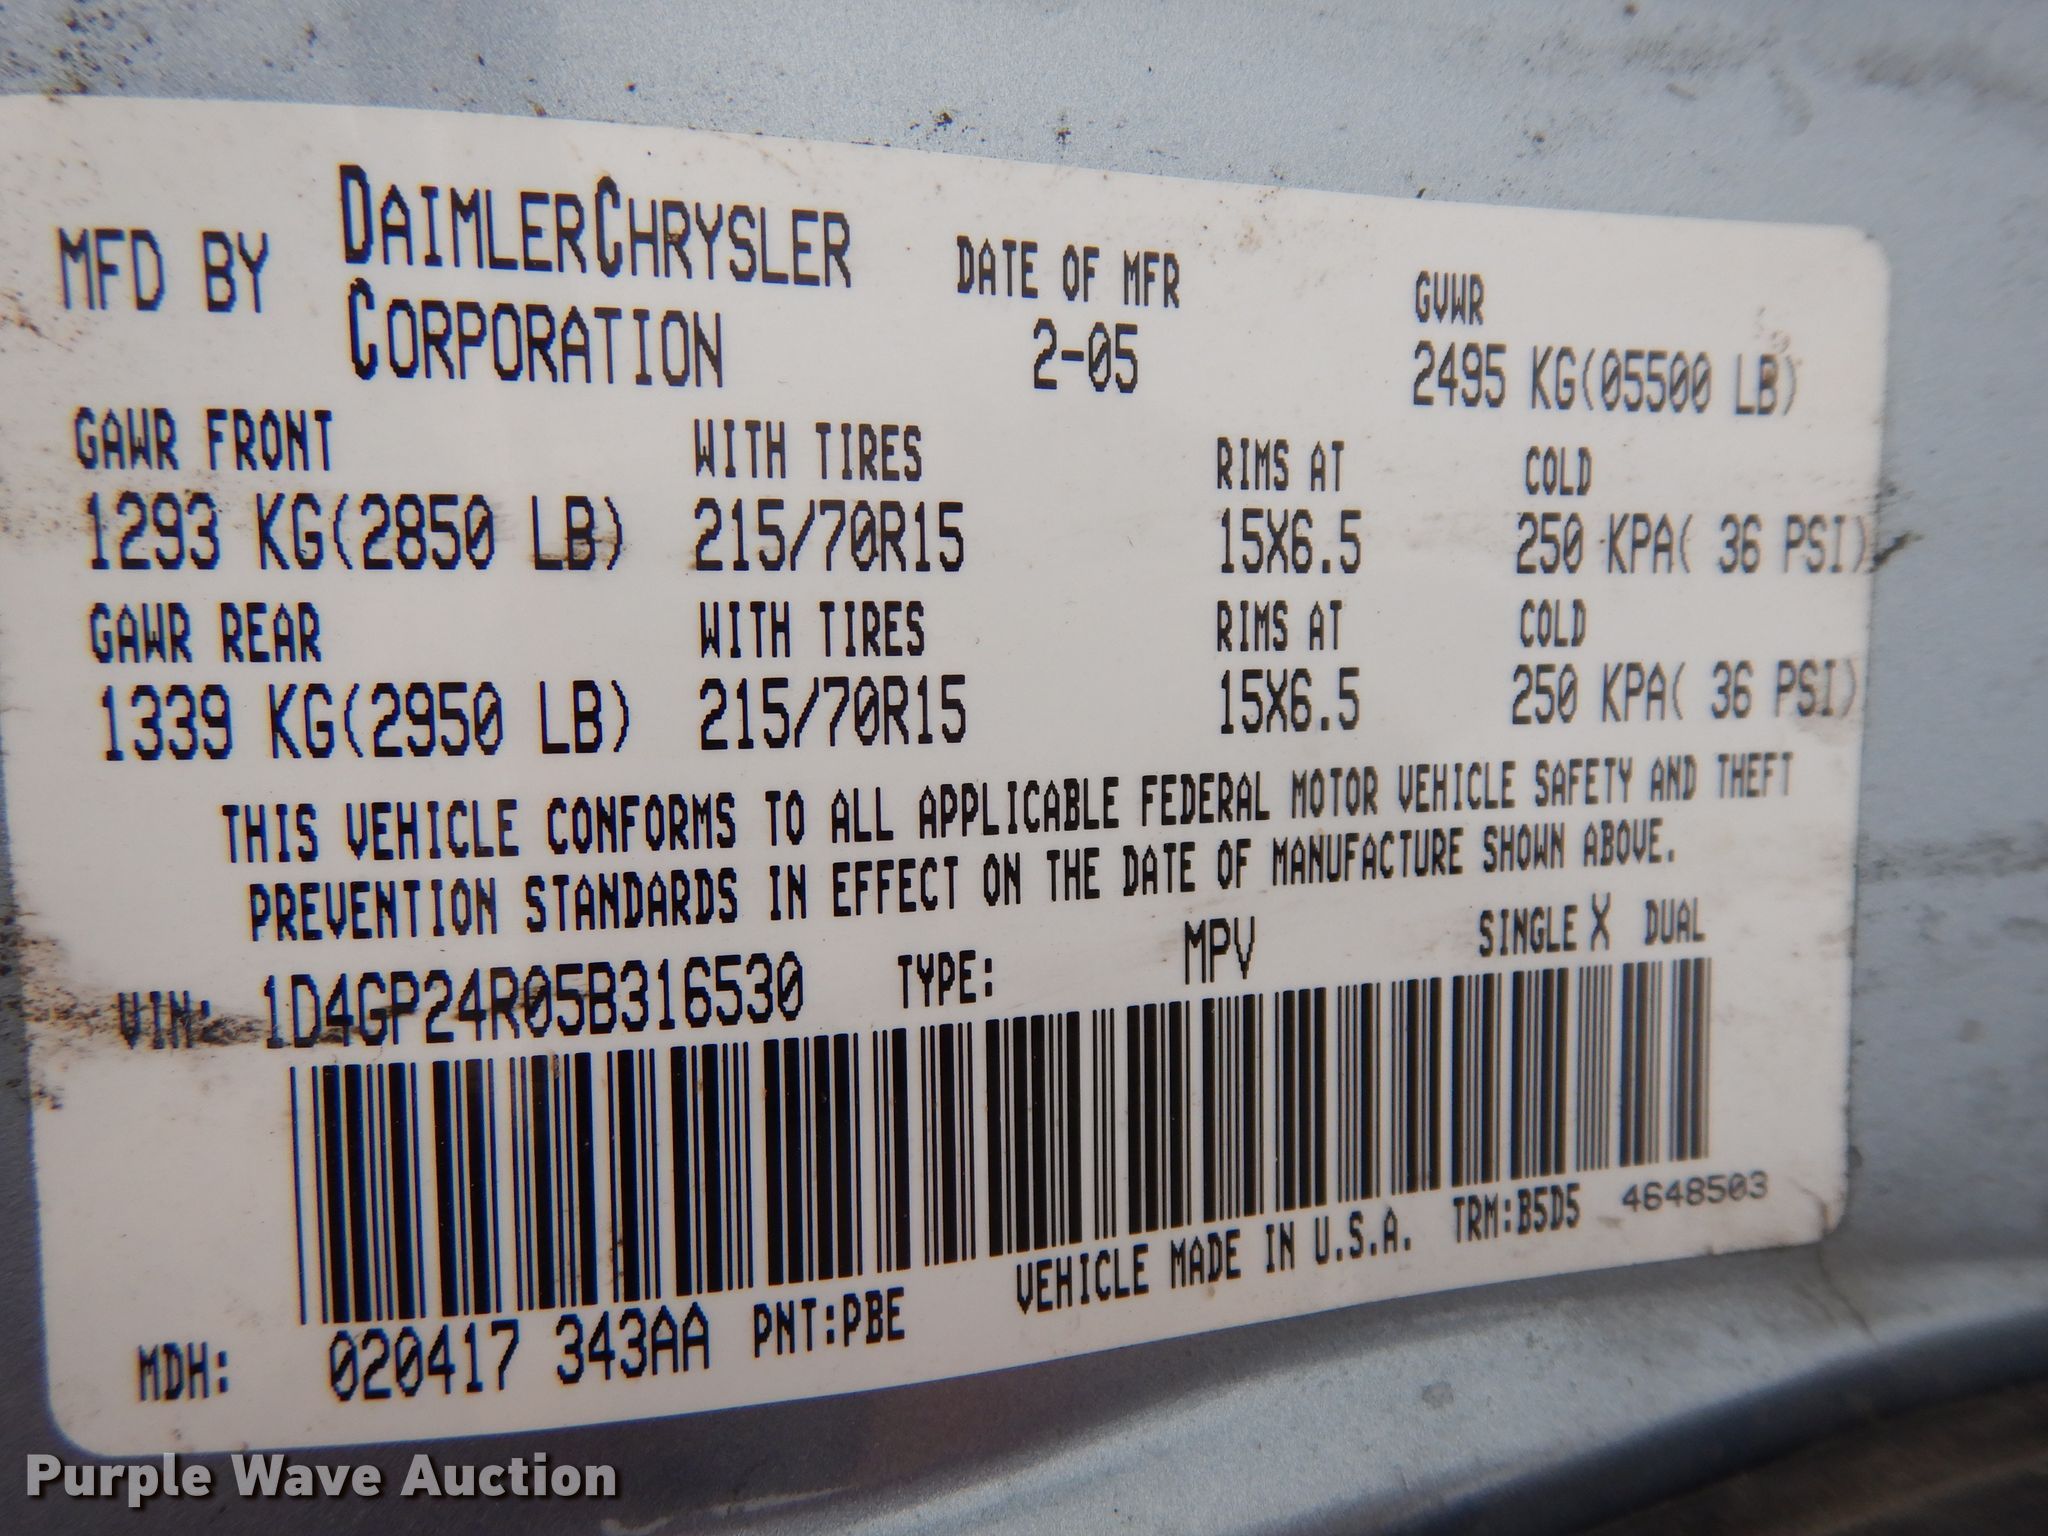 MFD BY DAIMLERCHRYSLER CORPORATION DATE OF MFR 2-05 GVWR 2495 KG(05500 LB)
GAWR FRONT WITH TIRES RIMS AT COLD
1293 KG(2850 LB) 215/70R15 15X6.5 250 KPA( 36 PSI)
GAWR REAR WITH TIRES RIMS AT COLD
1339 KG(2950 LB) 215/70R15 15X6.5 250 KPA( 36 PSI)
THIS VEHICLE CONFORMS TO ALL APPLICABLE FEDERAL MOTOR VEHICLE SAFETY AND THEFT
PREVENTION STANDARDS IN EFFECT ON THE DATE OF MANUFACTURE SHOWN ABOVE.
VIN: 1D4GP24R05B316530 TYPE: MPV SINGLE X DUAL
MDH: 020417 343AA PNT:PBE VEHICLE MADE IN U.S.A. TRM:B5D5 4648503
Purple Wave Auction